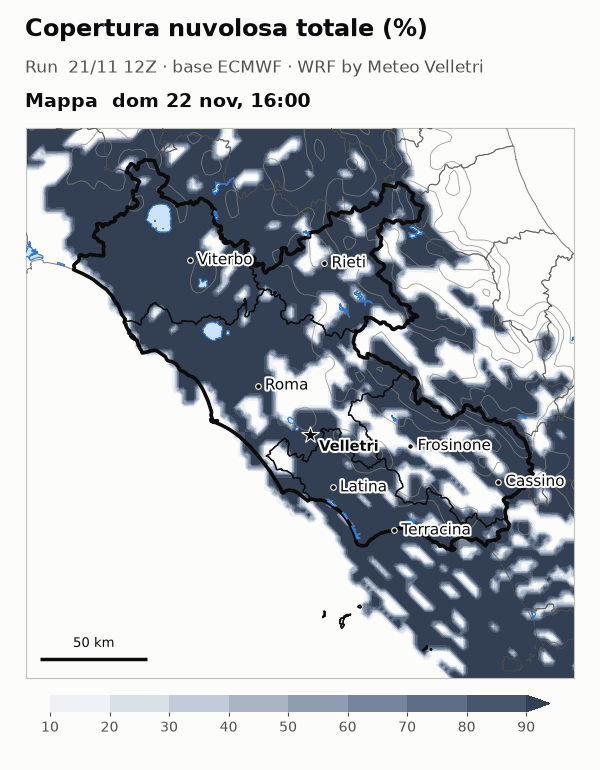 Copertura nuvolosa totale (%)
Run  21/11 12Z · base ECMWF · WRF by Meteo Velletri
Mappa  dom 22 nov, 16:00
Viterbo
Rieti
Roma
Velletri
Frosinone
Latina
Cassino
Terracina
50 km
10 20 30 40 50 60 70 80 90